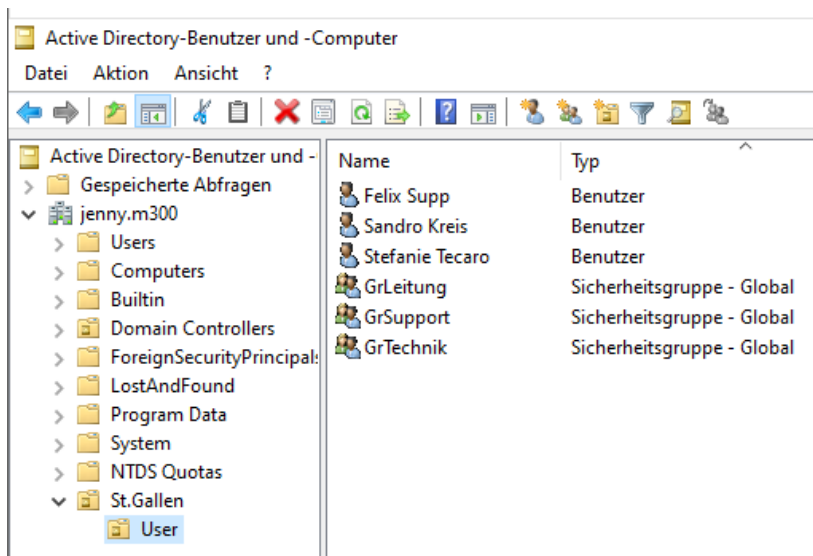 Active Directory-Benutzer und -Computer
Datei Aktion Ansicht ?
Active Directory-Benutzer und -
Gespeicherte Abfragen
jenny.m300
Users
Computers
Builtin
Domain Controllers
ForeignSecurityPrincipals
LostAndFound
Program Data
System
NTDS Quotas
St.Gallen
User
Name Typ
Felix Supp Benutzer
Sandro Kreis Benutzer
Stefanie Tecaro Benutzer
GrLeitung Sicherheitsgruppe - Global
GrSupport Sicherheitsgruppe - Global
GrTechnik Sicherheitsgruppe - Global